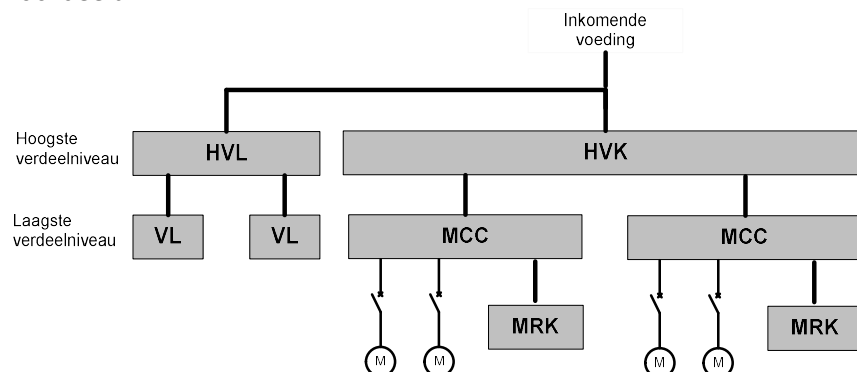 Inkomende
voeding
Hoogste
verdeelniveau
HVL
HVK
Laagste
verdeelniveau
VL
VL
MCC
MCC
MRK
MRK
M
M
M
M